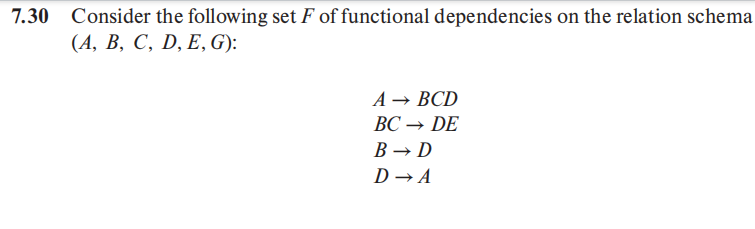 7.30 Consider the following set F of functional dependencies on the relation schema
(A, B, C, D, E, G):
A → BCD
BC → DE
B → D
D → A